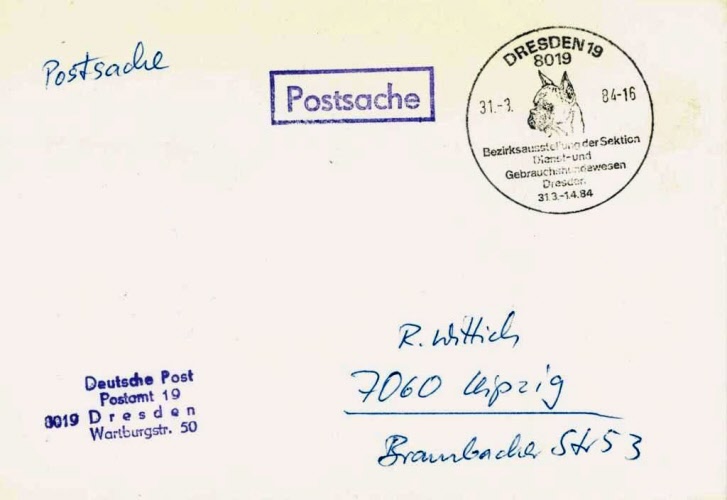 Postsache
Postsache
DRESDEN 19
8019
31.-3. 84-16
Bezirksausstellung der Sektion
Dienst-und
Gebrauchshundewesen
Dresden
31.3.-1.4.84
R. Wittich
7060 Leipzig
Brambacher Str 53
Deutsche Post
Postamt 19
8019 Dresden
Wartburgstr. 50